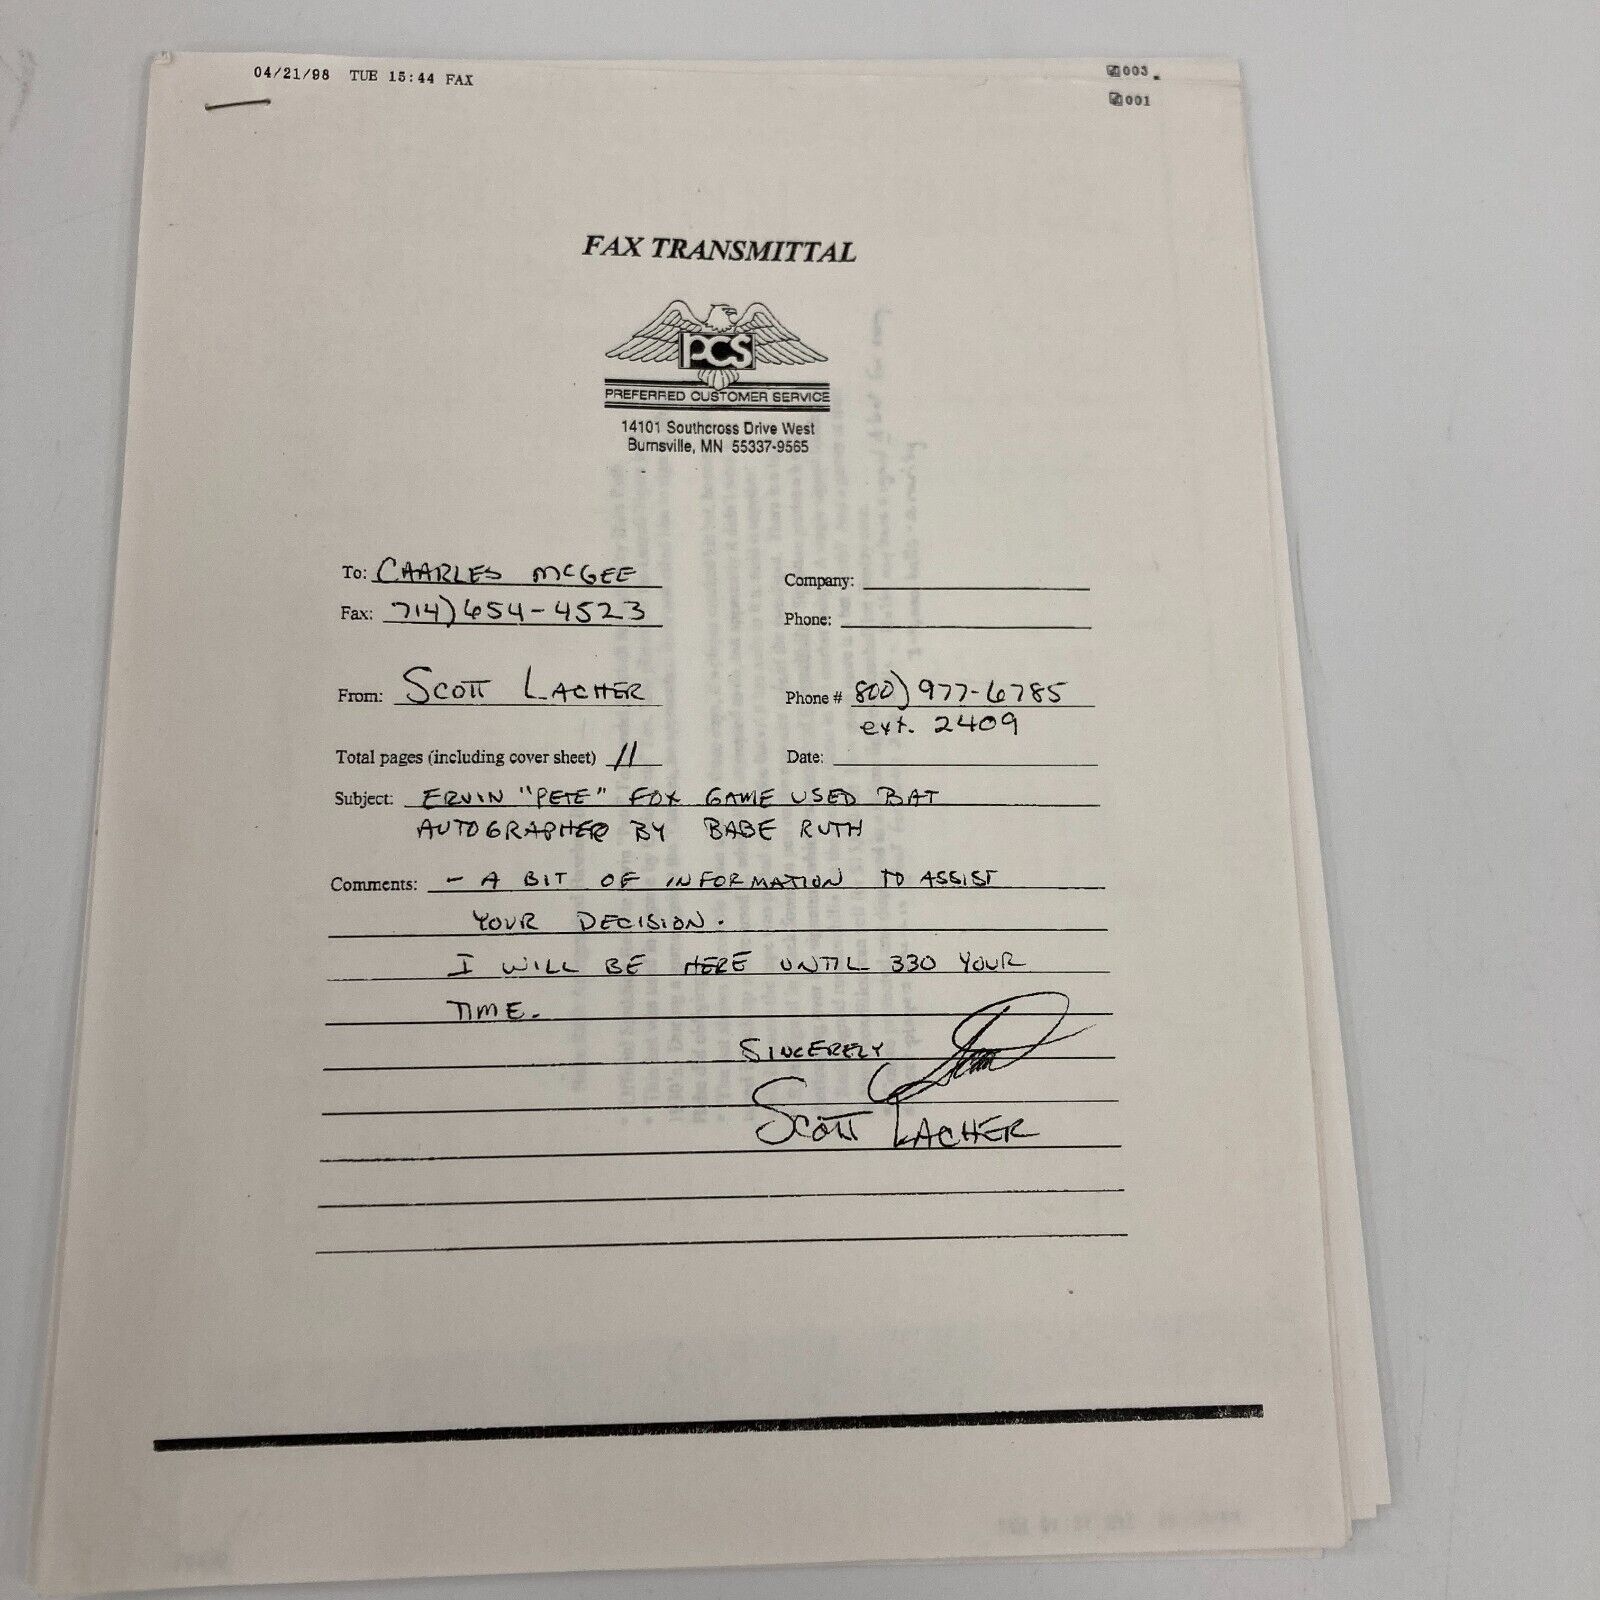 04/21/98 TUE 15:44 FAX
003
001
FAX TRANSMITTAL
PCS
PREFERRED CUSTOMER SERVICE
14101 Southcross Drive West
Burnsville, MN 55337-9565
To: CHARLES MCGEE Company:
Fax: 714) 654-4523 Phone:
From: SCOTT LACHER Phone # 800) 977-6785
ext. 2409
Total pages (including cover sheet) 11 Date:
Subject: ERVIN "PETE" FOX GAME USED BAT
AUTOGRAPHED BY BABE RUTH
Comments: - A BIT OF INFORMATION TO ASSIST
YOUR DECISION.
I WILL BE HERE UNTIL 330 YOUR
TIME.
SINCERELY
SCOTT LACHER